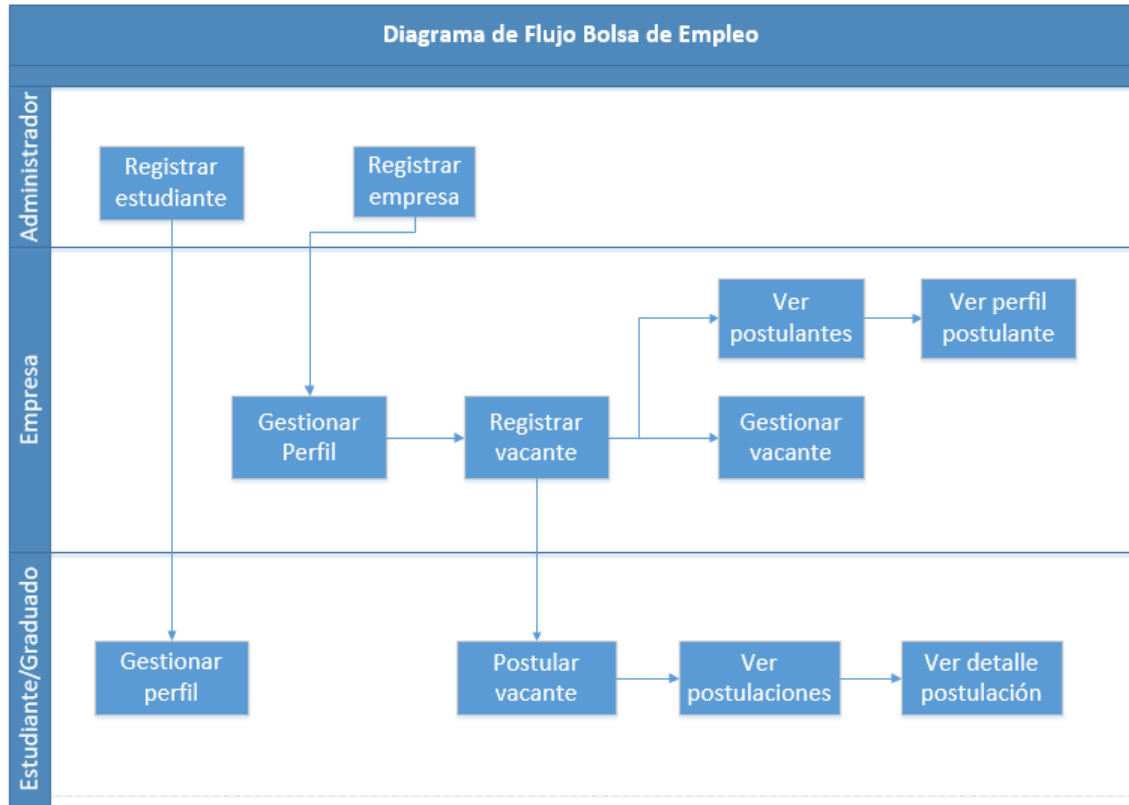 Diagrama de Flujo Bolsa de Empleo
Administrador
Registrar
estudiante
Registrar
empresa
Empresa
Ver
postulantes
Ver perfil
postulante
Gestionar
Perfil
Registrar
vacante
Gestionar
vacante
Estudiante/Graduado
Gestionar
perfil
Postular
vacante
Ver
postulaciones
Ver detalle
postulación